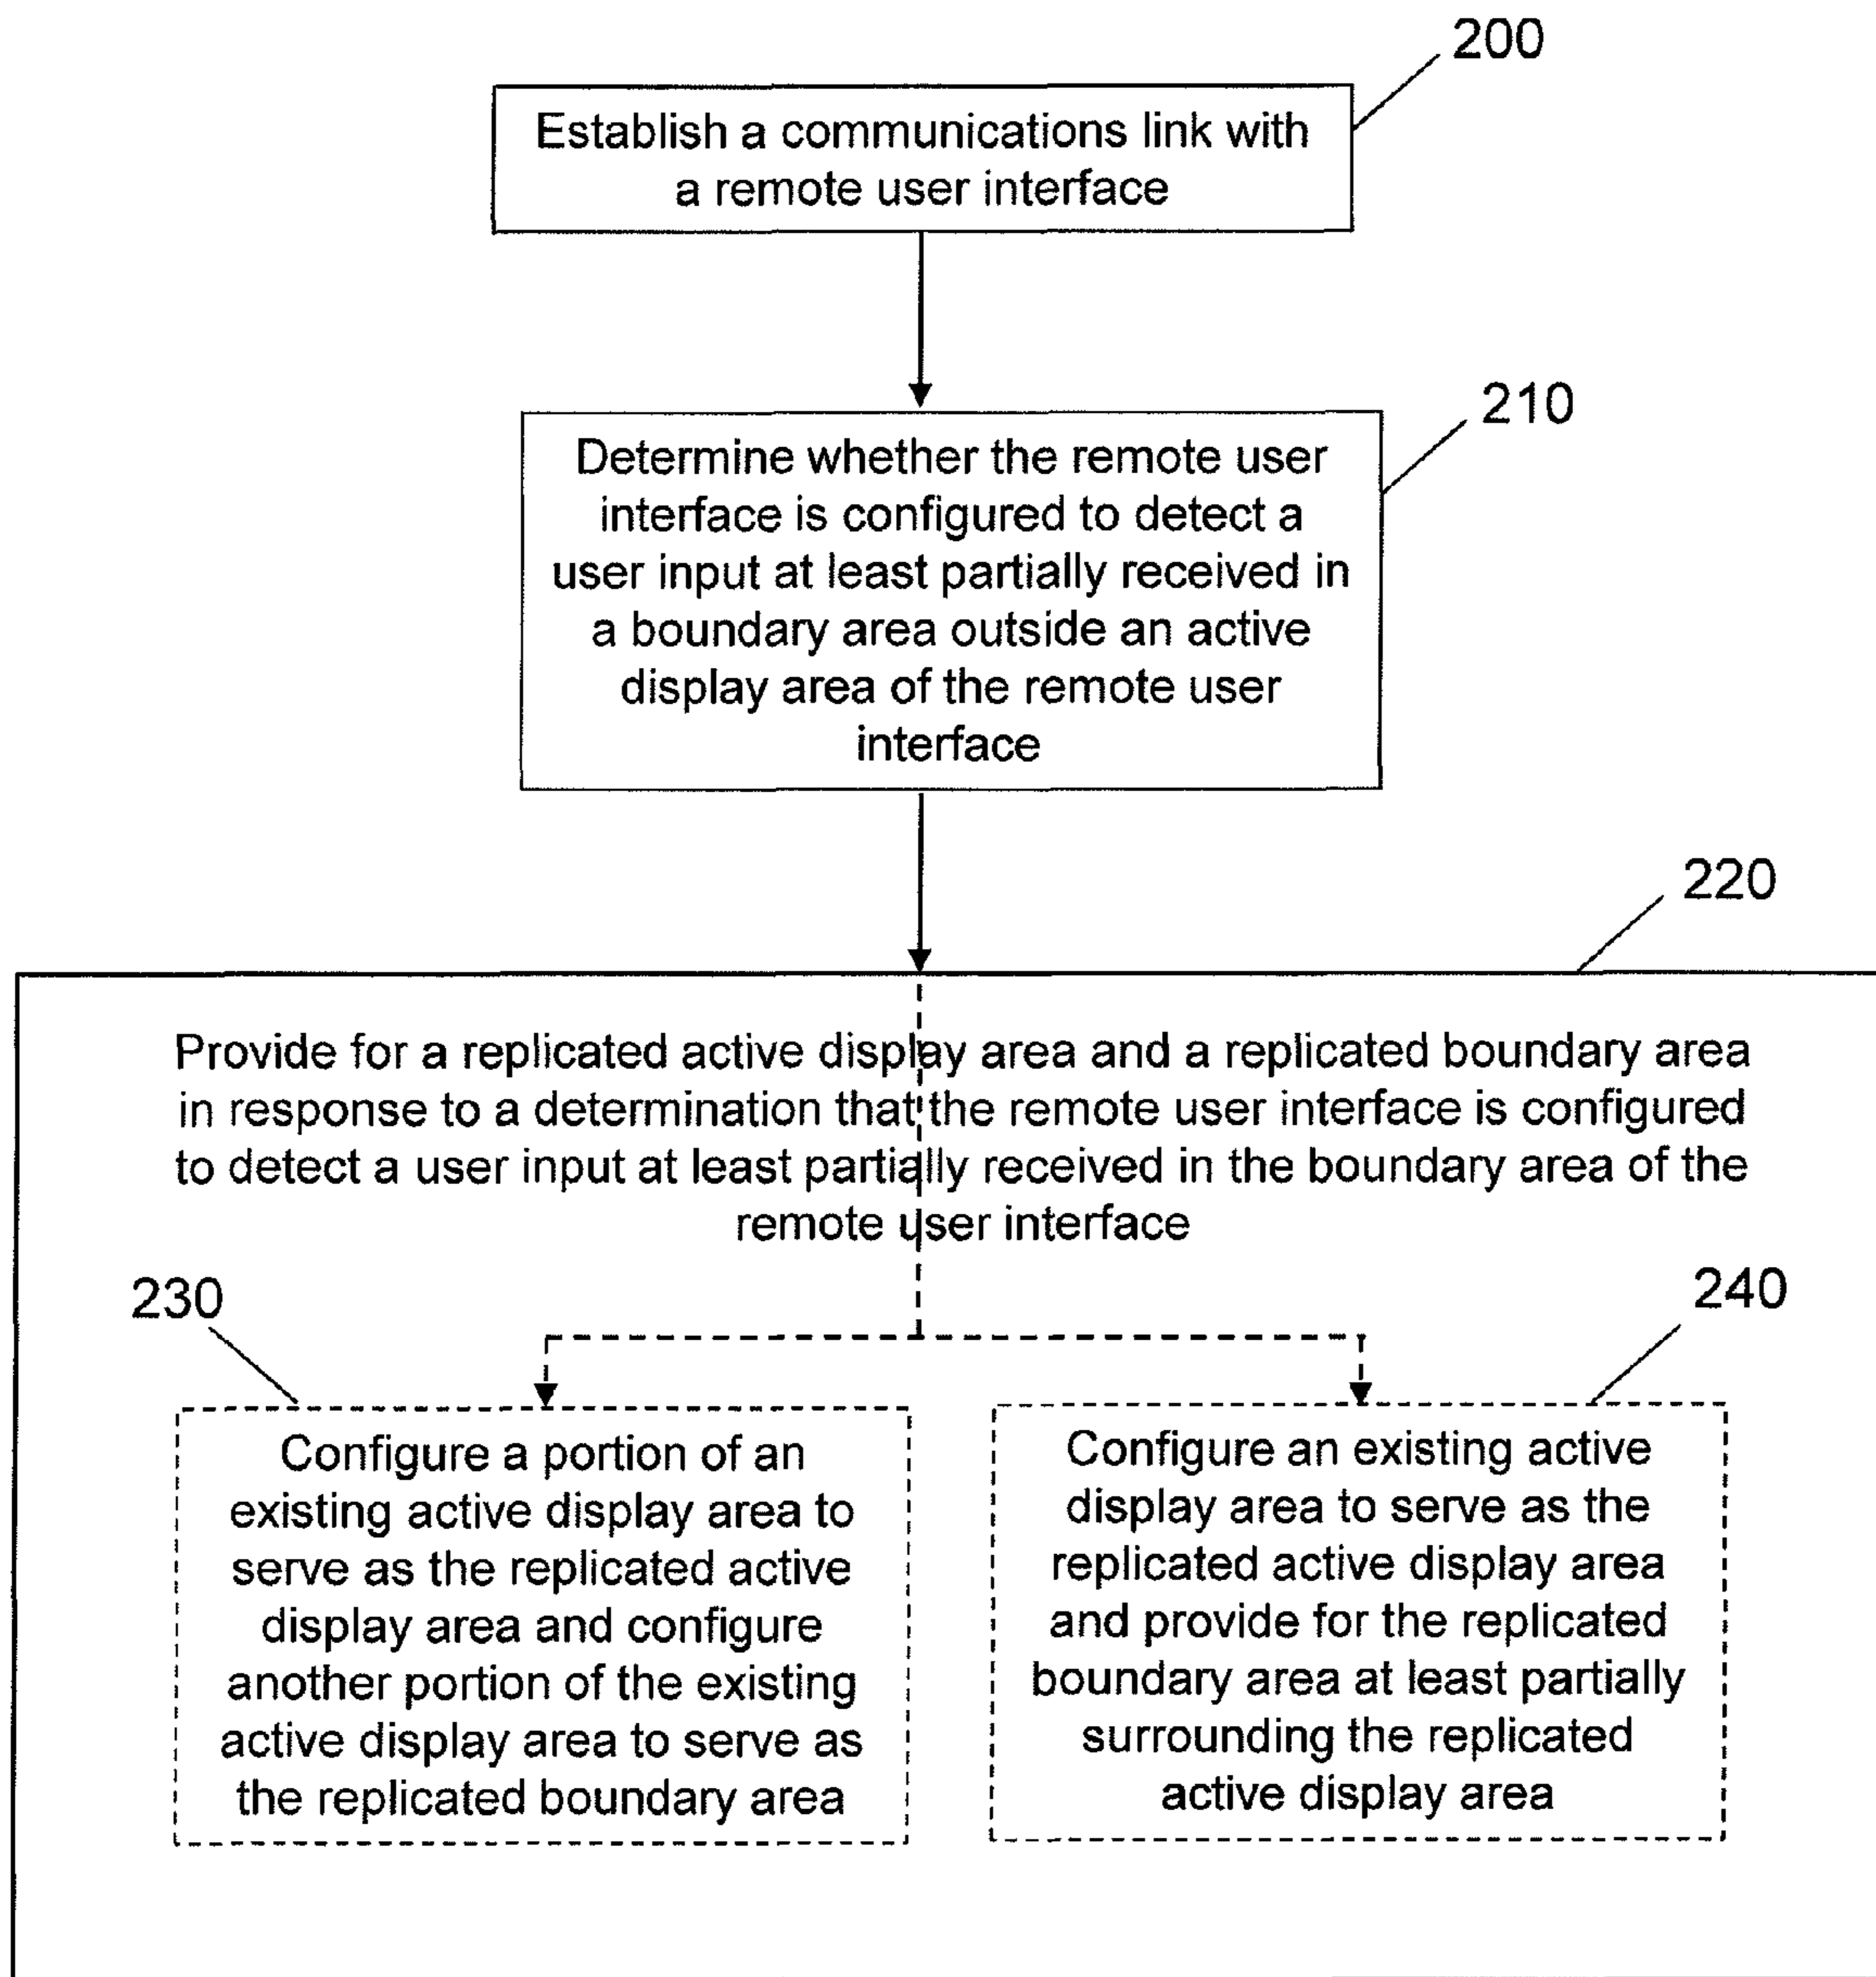 200
Establish a communications link with
a remote user interface
210
Determine whether the remote user
interface is configured to detect a
user input at least partially received in
a boundary area outside an active
display area of the remote user
interface
220
Provide for a replicated active display area and a replicated boundary area
in response to a determination that the remote user interface is configured
to detect a user input at least partially received in the boundary area of the
remote user interface
230
Configure a portion of an
existing active display area to
serve as the replicated active
display area and configure
another portion of the existing
active display area to serve as
the replicated boundary area
240
Configure an existing active
display area to serve as the
replicated active display area
and provide for the replicated
boundary area at least partially
surrounding the replicated
active display area